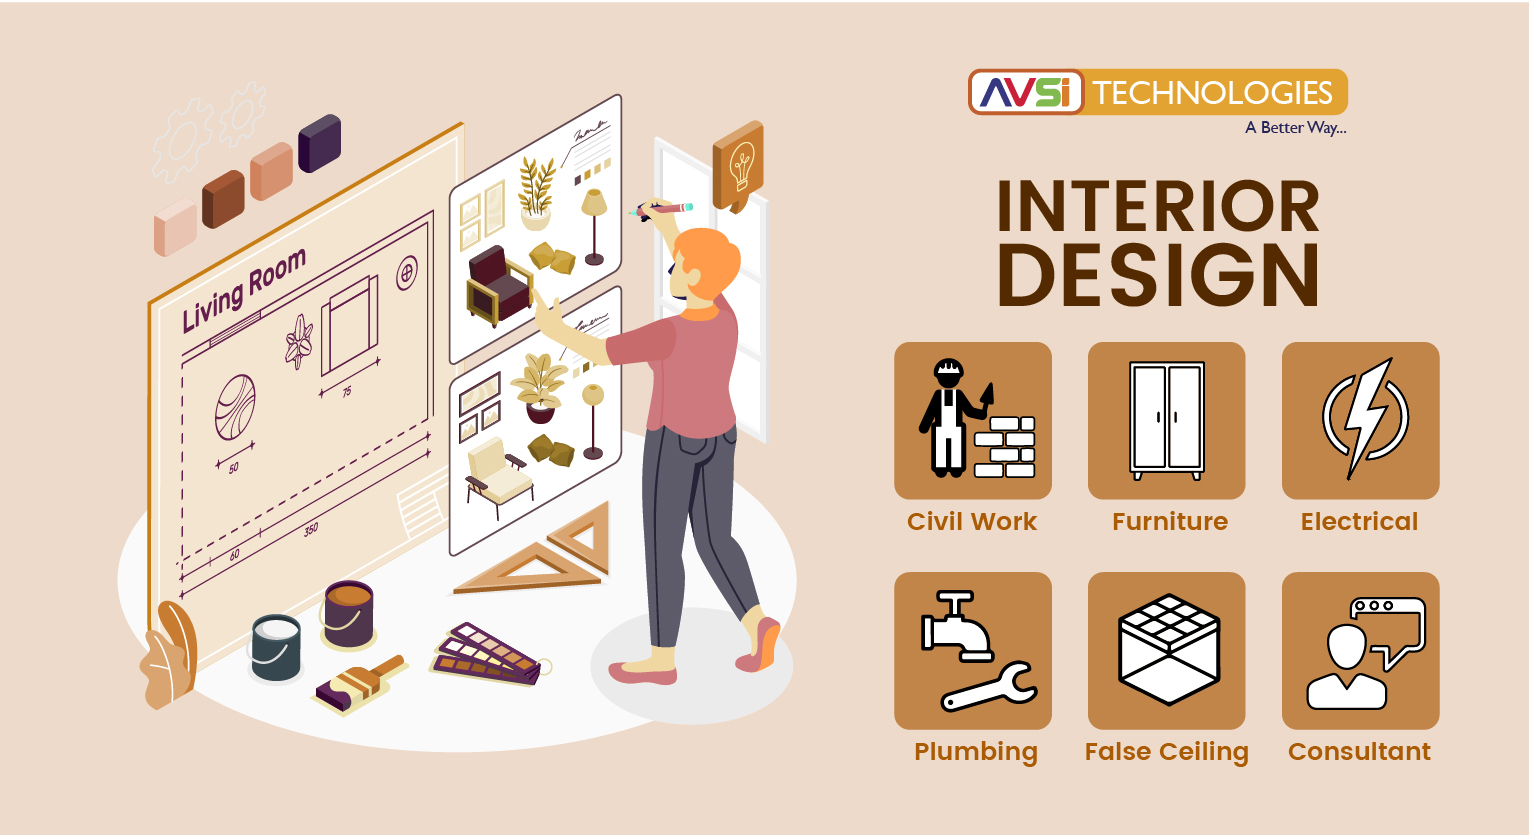 AVSi TECHNOLOGIES
A Better Way...
INTERIOR
DESIGN
Living Room
75
50
60
350
Civil Work
Furniture
Electrical
Plumbing
False Ceiling
Consultant